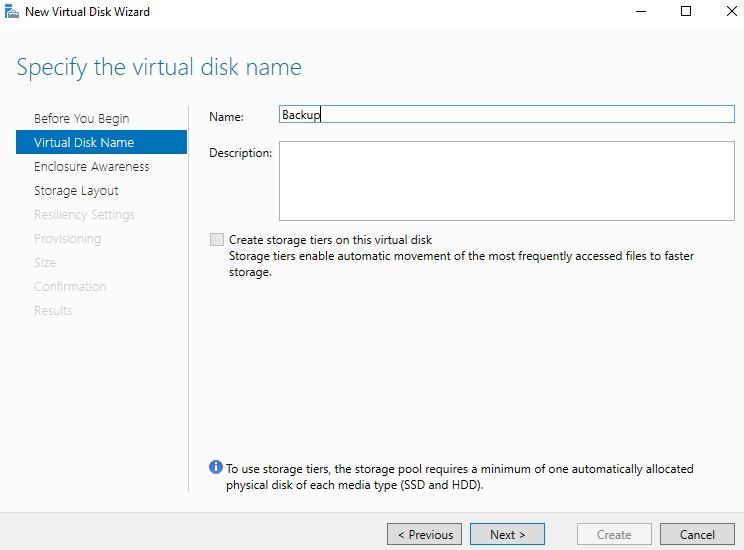 New Virtual Disk Wizard
Specify the virtual disk name
Before You Begin
Virtual Disk Name
Enclosure Awareness
Storage Layout
Resiliency Settings
Provisioning
Size
Confirmation
Results
Name:
Backup
Description:
Create storage tiers on this virtual disk
Storage tiers enable automatic movement of the most frequently accessed files to faster
storage.
To use storage tiers, the storage pool requires a minimum of one automatically allocated
physical disk of each media type (SSD and HDD).
< Previous
Next >
Create
Cancel